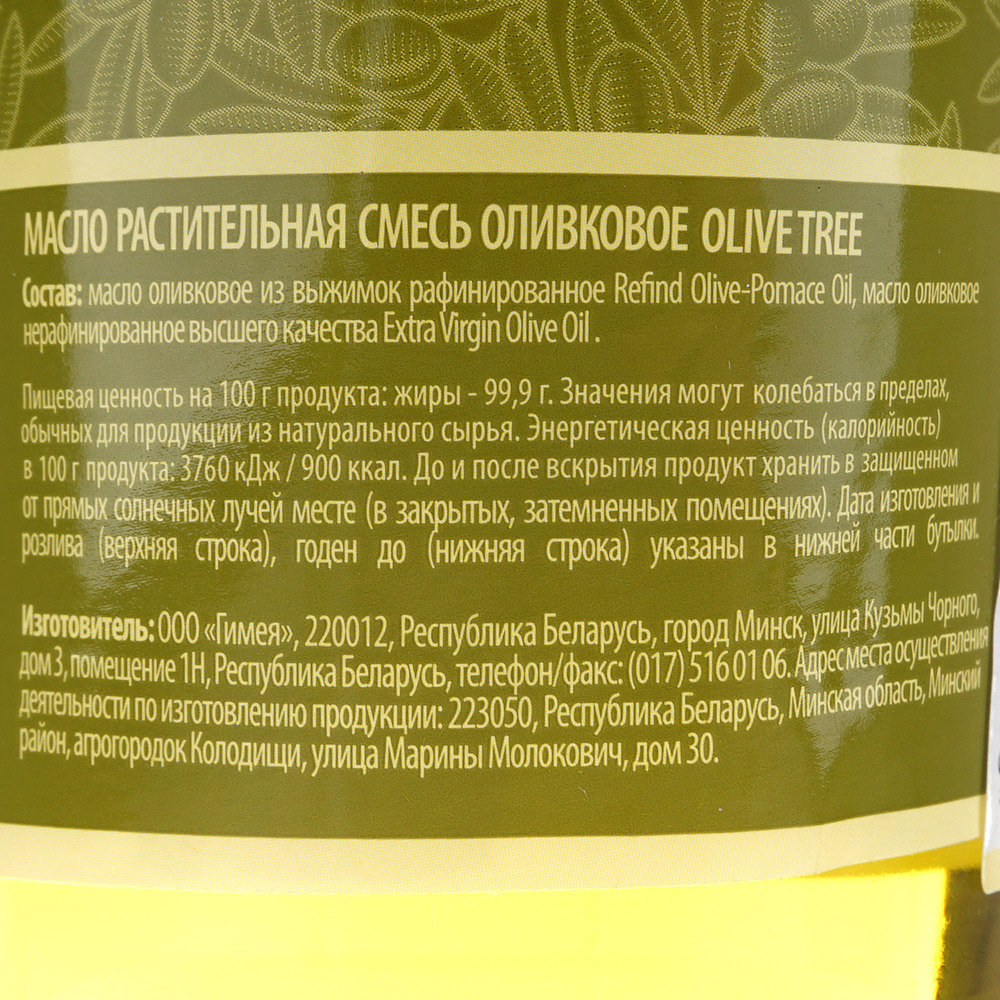 МАСЛО РАСТИТЕЛЬНАЯ СМЕСЬ ОЛИВКОВОЕ OLIVE TREE
Состав: масло оливковое из выжимок рафинированное Refind Olive-Pomace Oil, масло оливковое
нерафинированное высшего качества Extra Virgin Olive Oil .
Пищевая ценность на 100 г продукта: жиры - 99,9 г. Значения могут колебаться в пределах,
обычных для продукции из натурального сырья. Энергетическая ценность (калорийность)
в 100 г продукта: 3760 кДж / 900 ккал. До и после вскрытия продукт хранить в защищенном
от прямых солнечных лучей месте (в закрытых, затемненных помещениях). Дата изготовления и
розлива (верхняя строка), годен до (нижняя строка) указаны в нижней части бутылки.
Изготовитель: ООО «Гимея», 220012, Республика Беларусь, город Минск, улица Кузьмы Чорного,
дом 3, помещение 1Н, Республика Беларусь, телефон/факс: (017) 516 01 06. Адрес места осуществления
деятельности по изготовлению продукции: 223050, Республика Беларусь, Минская область, Минский
район, агрогородок Колодищи, улица Марины Молокович, дом 30.